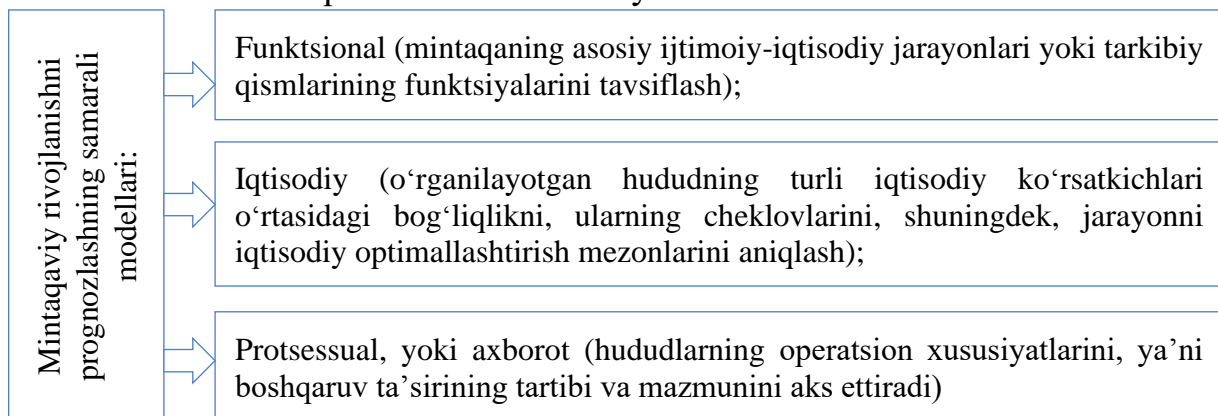 Mintaqaviy rivojlanishni
prognozlashning samarali
modellari:
Funktsional (mintaqaning asosiy ijtimoiy-iqtisodiy jarayonlari yoki tarkibiy
qismlarining funktsiyalarini tavsiflash);
Iqtisodiy (o‘rganilayotgan hududning turli iqtisodiy ko‘rsatkichlari
o‘rtasidagi bog‘liqlikni, ularning cheklovlarini, shuningdek, jarayonni
iqtisodiy optimallashtirish mezonlarini aniqlash);
Protsessual, yoki axborot (hududlarning operatsion xususiyatlarini, ya’ni
boshqaruv ta’sirining tartibi va mazmunini aks ettiradi)